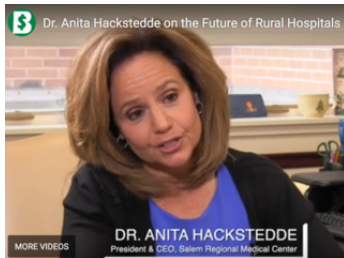 Dr. Anita Hackstedde on the Future of Rural Hospitals
DR. ANITA HACKSTEDDE
President & CEO, Salem Regional Medical Center
MORE VIDEOS